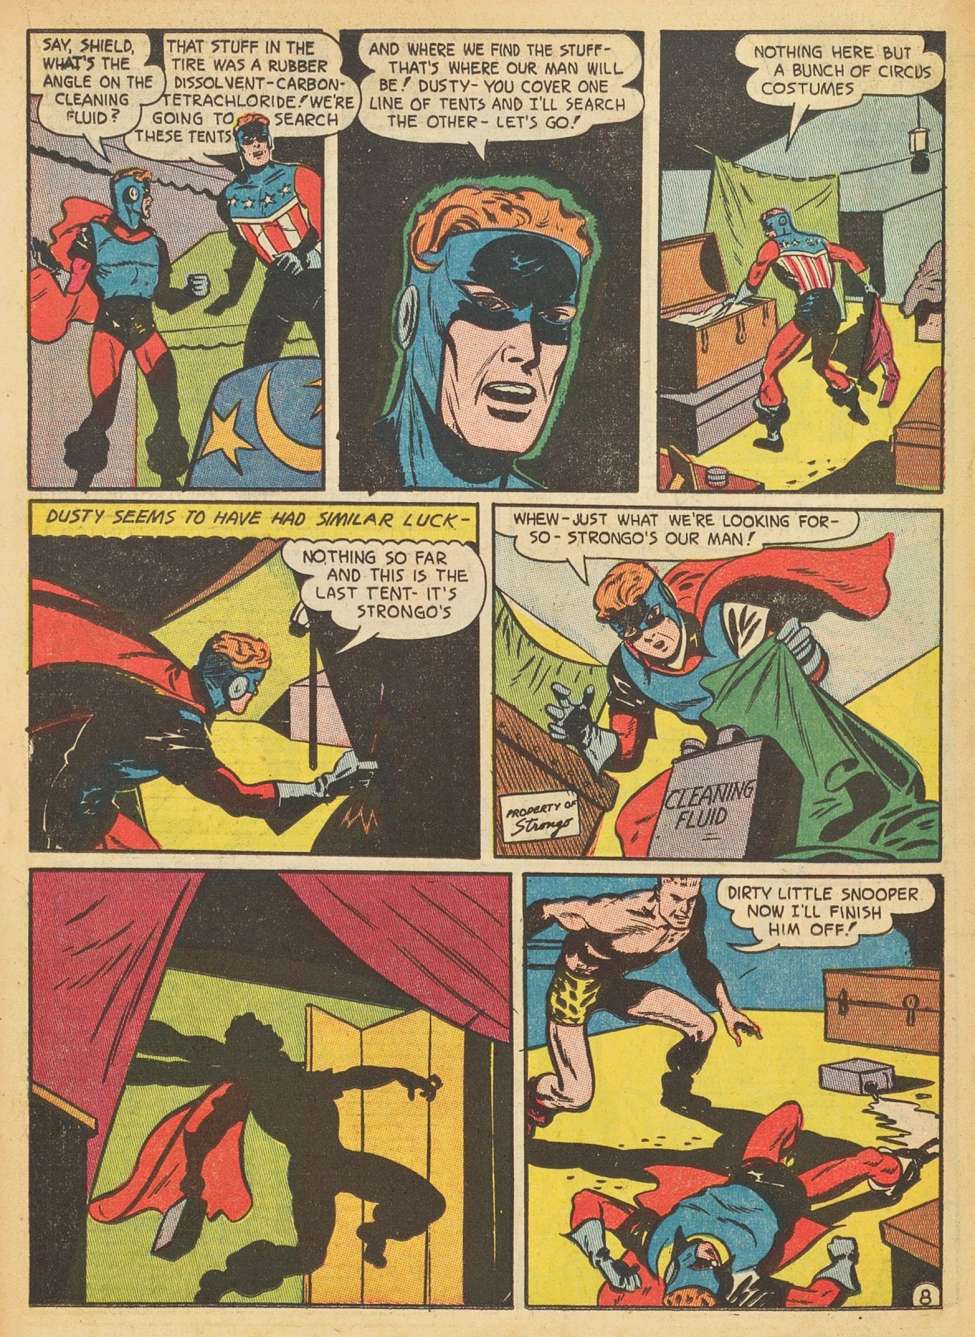 SAY, SHIELD,
WHAT'S THE
ANGLE ON THE
CLEANING
FLUID?
THAT STUFF IN THE
TIRE WAS A RUBBER
DISSOLVENT-CARBON-
TETRACHLORIDE! WE'RE
GOING TO SEARCH
THESE TENTS
AND WHERE WE FIND THE STUFF-
THAT'S WHERE OUR MAN WILL
BE! DUSTY-YOU COVER ONE
LINE OF TENTS AND I'LL SEARCH
THE OTHER-LET'S GO!
NOTHING HERE BUT
A BUNCH OF CIRCUS
COSTUMES
DUSTY SEEMS TO HAVE HAD SIMILAR LUCK-
NOTHING SO FAR
AND THIS IS THE
LAST TENT-IT'S
STRONGO'S
WHEW-JUST WHAT WE'RE LOOKING FOR-
SO-STRONGO'S OUR MAN!
PROPERTY OF
Strongo
CLEANING
FLUID
DIRTY LITTLE SNOOPER
NOW I'LL FINISH
HIM OFF!
8